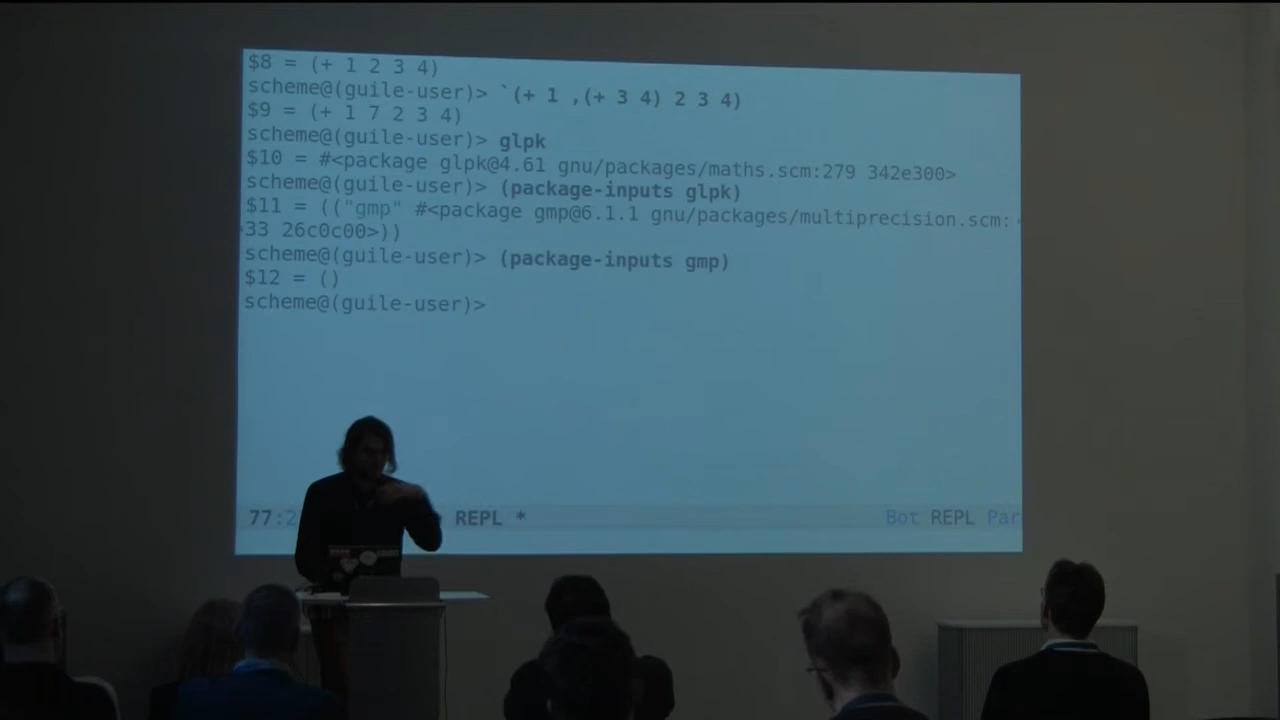 $8 = (+ 1 2 3 4)
scheme@(guile-user)> `(+ 1 ,(+ 3 4) 2 3 4)
$9 = (+ 1 7 2 3 4)
scheme@(guile-user)> glpk
$10 = #<package glpk@4.61 gnu/packages/maths.scm:279 342e300>
scheme@(guile-user)> (package-inputs glpk)
$11 = (("gmp" #<package gmp@6.1.1 gnu/packages/multiprecision.scm:
33 26c0c00>))
scheme@(guile-user)> (package-inputs gmp)
$12 = ()
scheme@(guile-user)>
77:2 REPL * Bot REPL Par